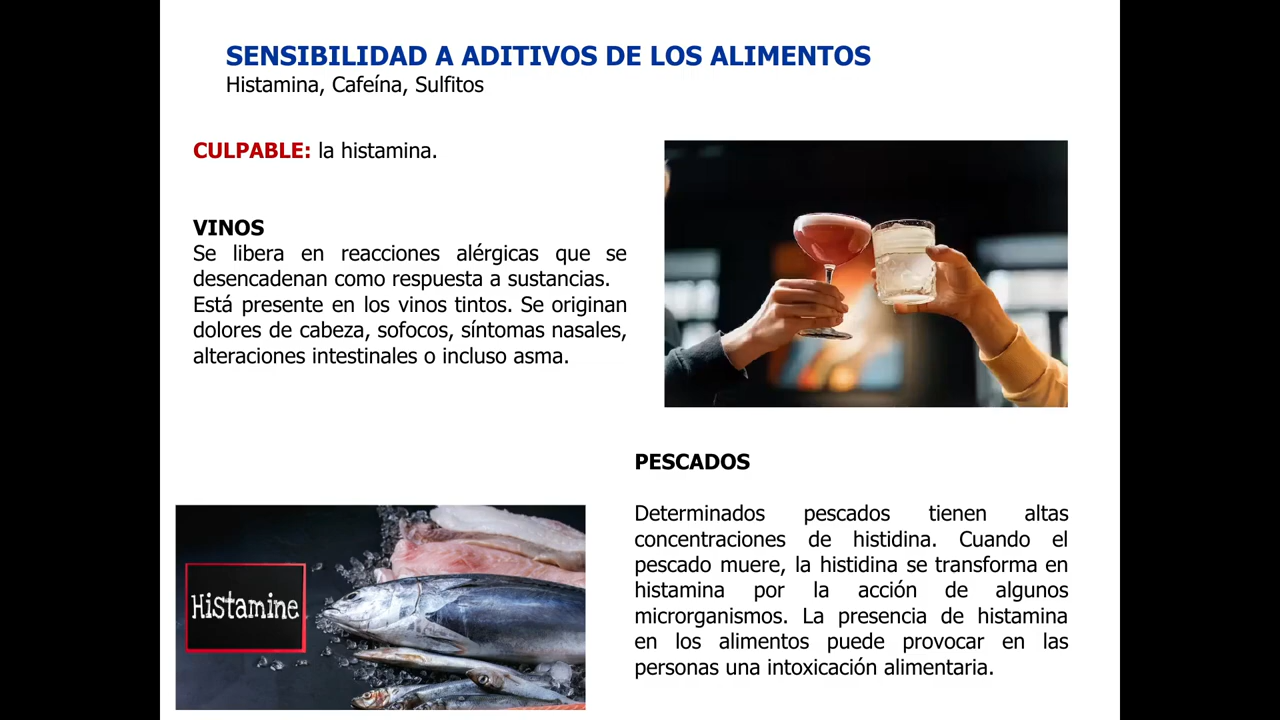 SENSIBILIDAD A ADITIVOS DE LOS ALIMENTOS
Histamina, Cafeína, Sulfitos
CULPABLE: la histamina.
VINOS
Se libera en reacciones alérgicas que se
desencadenan como respuesta a sustancias.
Está presente en los vinos tintos. Se originan
dolores de cabeza, sofocos, síntomas nasales,
alteraciones intestinales o incluso asma.
PESCADOS
Determinados pescados tienen altas
concentraciones de histidina. Cuando el
pescado muere, la histidina se transforma en
histamina por la acción de algunos
microrganismos. La presencia de histamina
en los alimentos puede provocar en las
personas una intoxicación alimentaria.
Histamine